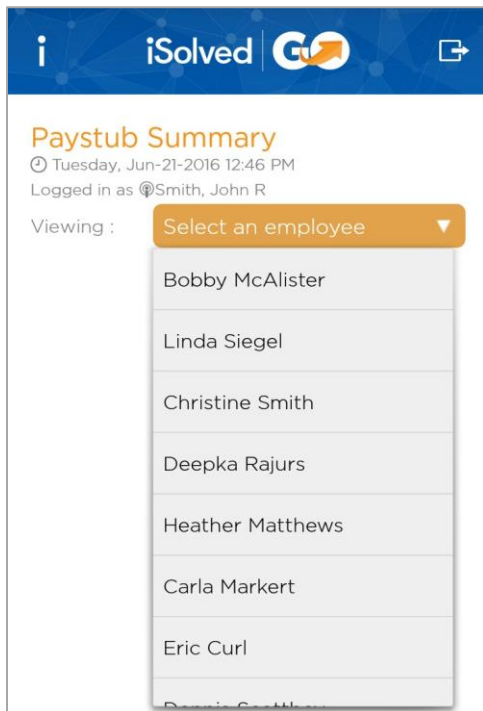 i iSolved GO
Paystub Summary
Tuesday, Jun-21-2016 12:46 PM
Logged in as Smith, John R
Viewing : Select an employee
Bobby McAlister
Linda Siegel
Christine Smith
Deepka Rajurs
Heather Matthews
Carla Markert
Eric Curl